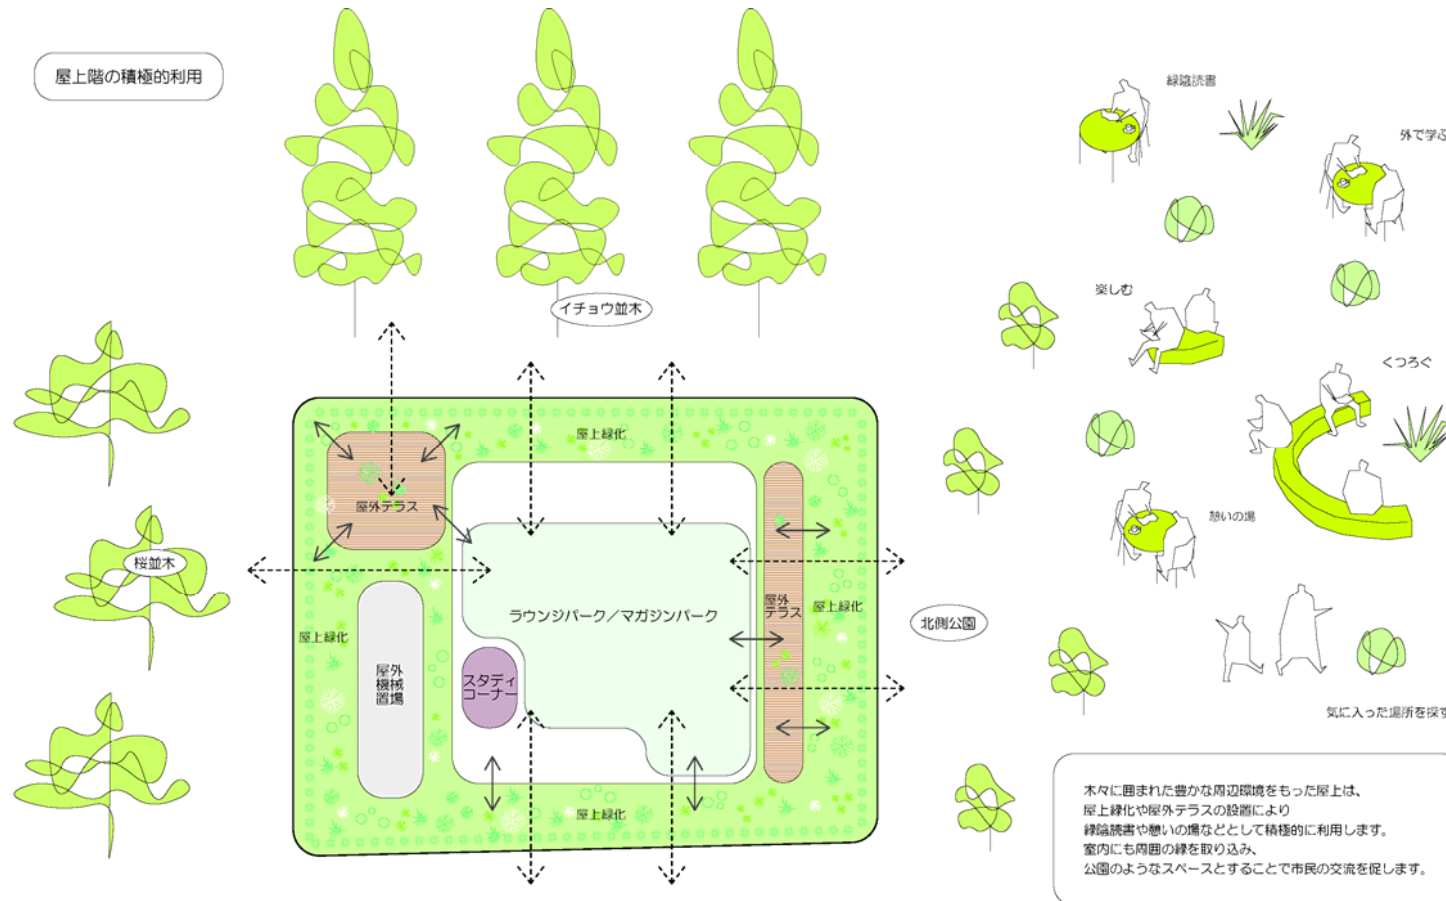 屋上階の積極的利用
緑陰読書
外で学ぶ
楽しむ
イチョウ並木
くつろぐ
屋上緑化
屋外テラス
憩いの場
桜並木
屋外
テラス
屋上緑化
ラウンジパーク／マガジンパーク
北側公園
屋上緑化
屋外
機械
置場
スタディ
コーナー
気に入った場所を探す
屋上緑化
木々に囲まれた豊かな周辺環境をもった屋上は、
屋上緑化や屋外テラスの設置により
緑陰読書や憩いの場などとして積極的に利用します。
室内にも周囲の緑を取り込み、
公園のようなスペースとすることで市民の交流を促します。